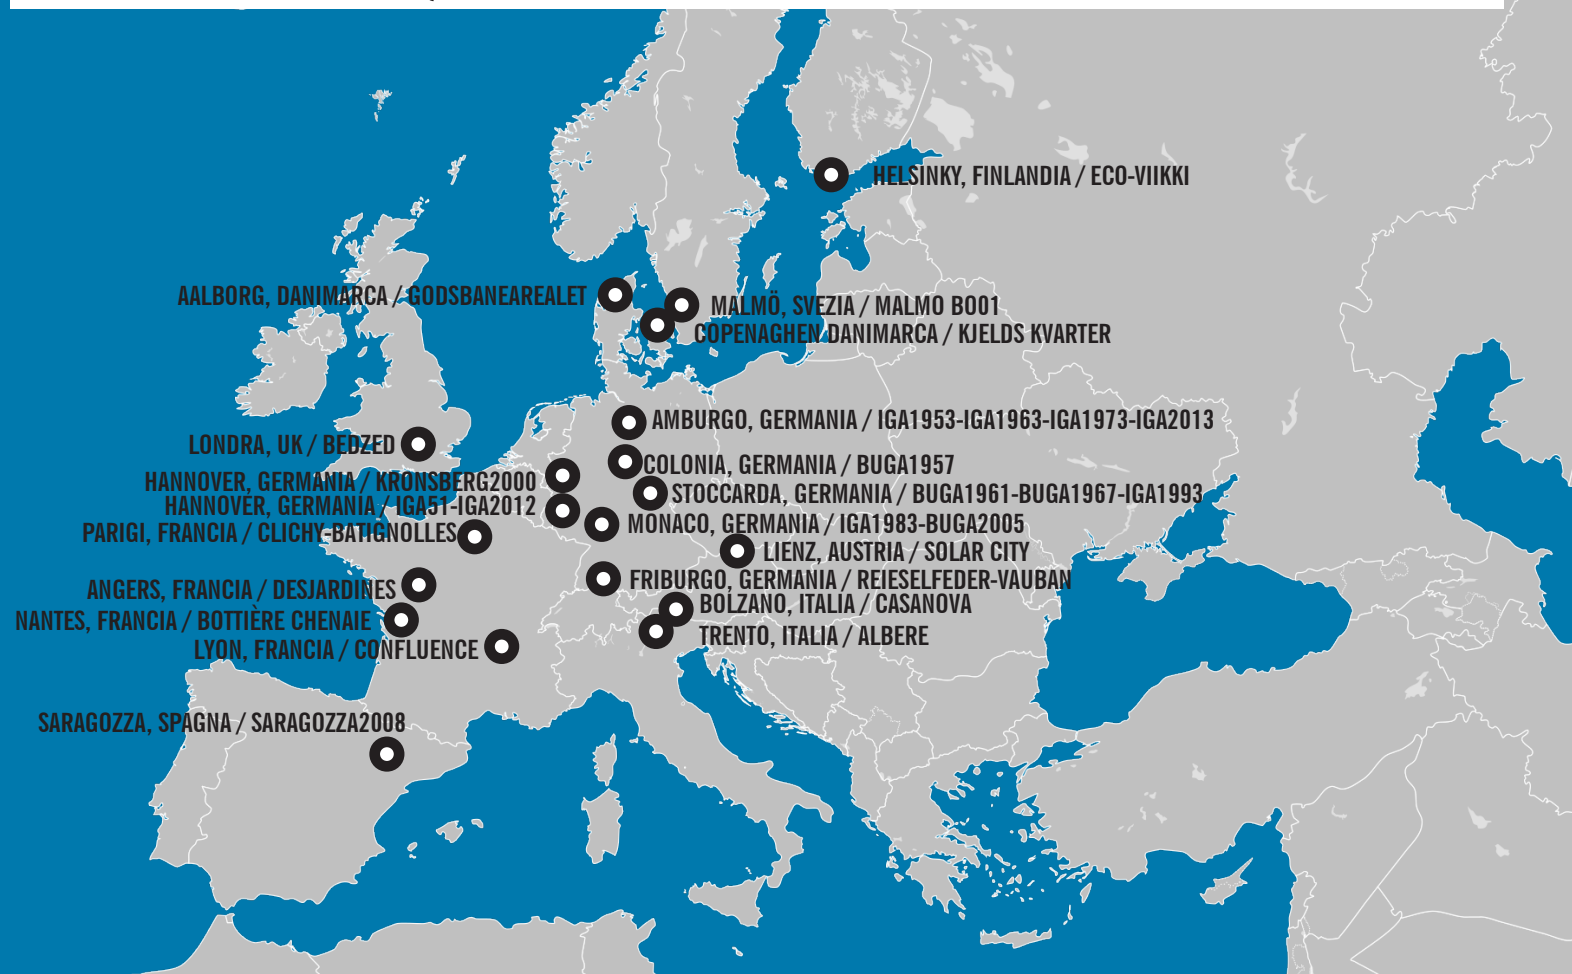 HELSINKY, FINLANDIA / ECO-VIIKKI
AALBORG, DANIMARCA / GODSBANEAREALET
MALMÖ, SVEZIA / MALMO B001
COPENAGHEN DANIMARCA / KJELDS KVARTER
AMBURGO, GERMANIA / IGA1953-IGA1963-IGA1973-IGA2013
LONDRA, UK / BEDZED
COLONIA, GERMANIA / BUGA1957
HANNOVER, GERMANIA / KRONSBERG2000
STOCCARDA, GERMANIA / BUGA1961-BUGA1967-IGA1993
HANNOVER, GERMANIA / IGA51-IGA2012
MONACO, GERMANIA / IGA1983-BUGA2005
PARIGI, FRANCIA / CLICHY-BATIGNOLLES
LIENZ, AUSTRIA / SOLAR CITY
FRIBURGO, GERMANIA / REIESELFEDER-VAUBAN
ANGERS, FRANCIA / DESJARDINES
BOLZANO, ITALIA / CASANOVA
NANTES, FRANCIA / BOTTIÈRE CHENAIE
TRENTO, ITALIA / ALBERE
LYON, FRANCIA / CONFLUENCE
SARAGOZZA, SPAGNA / SARAGOZZA2008